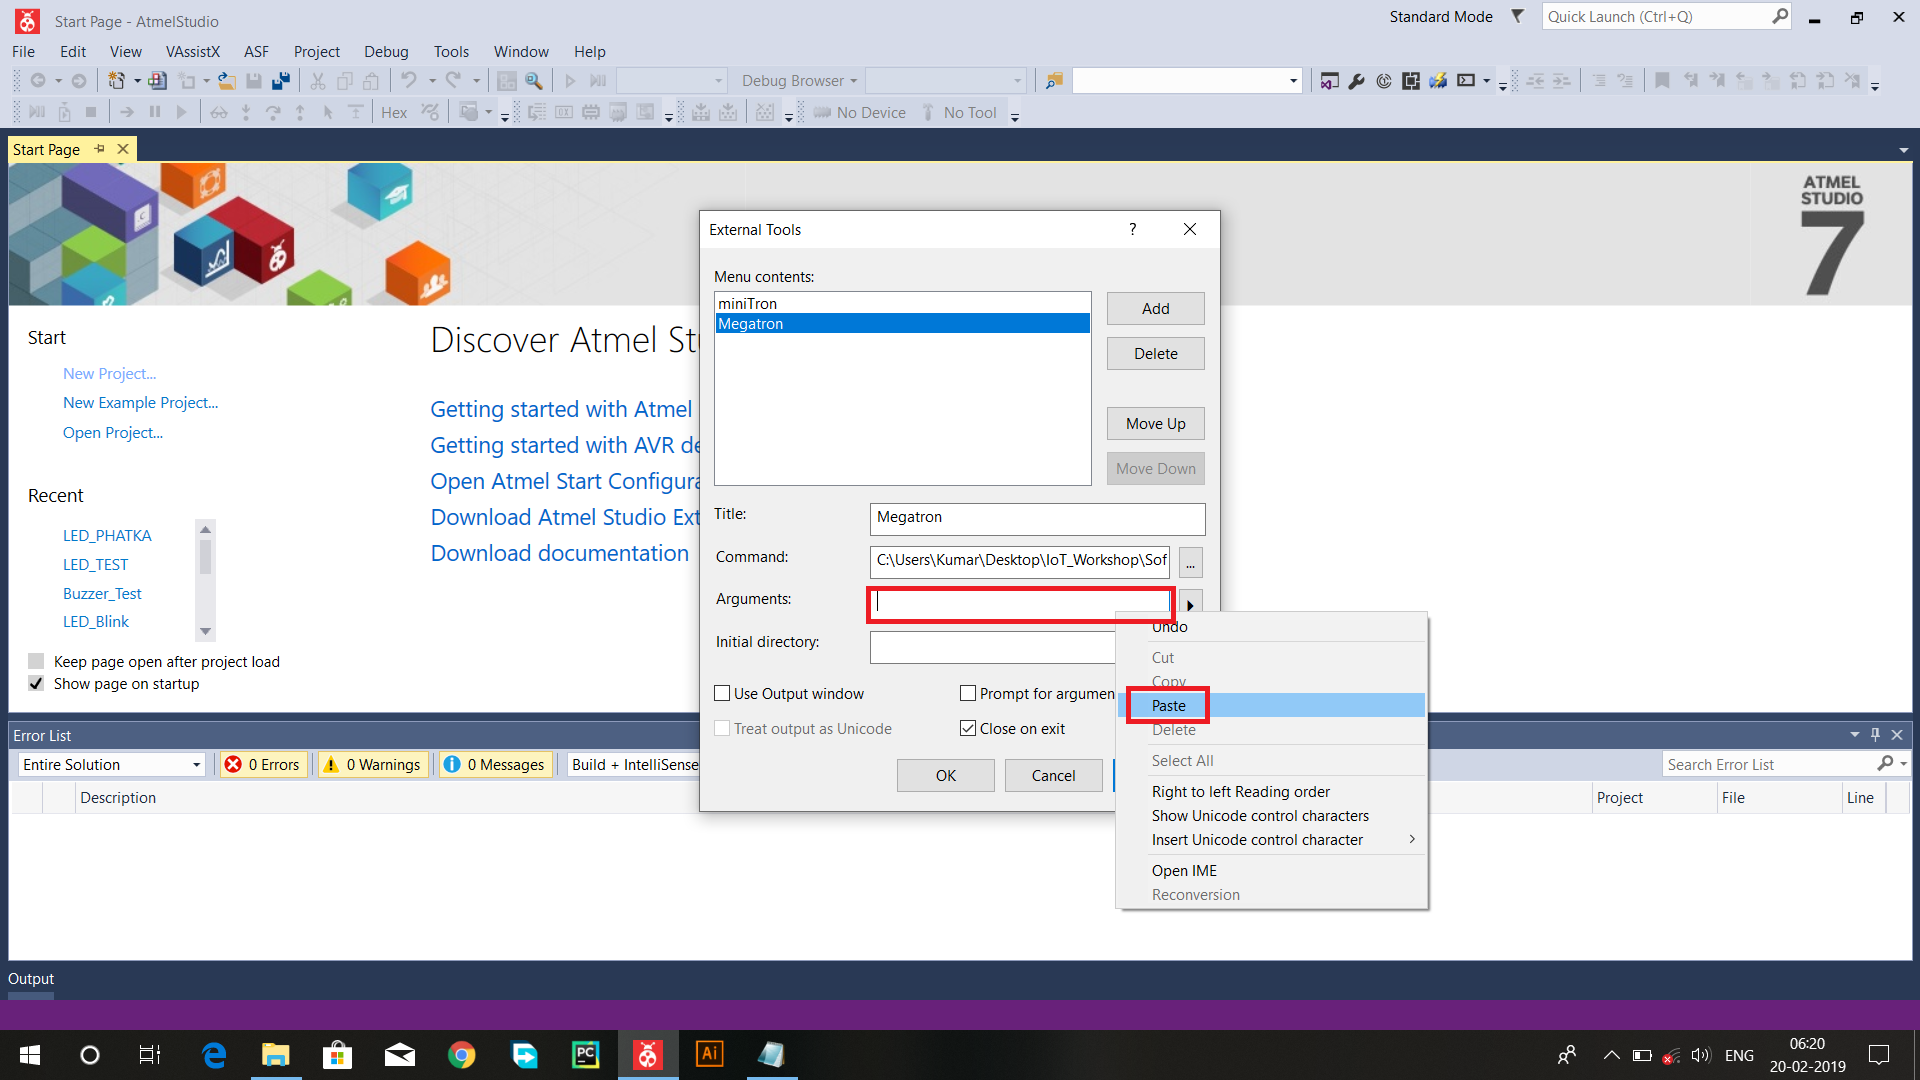 Start Page - AtmelStudio
Standard Mode
Quick Launch (Ctrl+Q)
File Edit View VAssistX ASF Project Debug Tools Window Help
Debug Browser
Hex
No Device
No Tool
Start Page
ATMEL
STUDIO
7
Start
New Project...
New Example Project...
Open Project...
Recent
LED_PHATKA
LED_TEST
Buzzer_Test
LED_Blink
Keep page open after project load
Show page on startup
Discover Atmel St
Getting started with Atmel
Getting started with AVR de
Open Atmel Start Configura
Download Atmel Studio Ext
Download documentation
External Tools
?
Menu contents:
miniTron
Megatron
Add
Delete
Move Up
Move Down
Title:
Megatron
Command:
C:\Users\Kumar\Desktop\IoT_Workshop\Sof
...
Arguments:
Initial directory:
Use Output window
Prompt for argumen
Treat output as Unicode
Close on exit
OK
Cancel
Undo
Cut
Copy
Paste
Delete
Select All
Right to left Reading order
Show Unicode control characters
Insert Unicode control character
Open IME
Reconversion
Error List
Entire Solution
0 Errors
0 Warnings
0 Messages
Build + IntelliSense
Search Error List
Description
Project
File
Line
Output
PC
Ai
ENG
06:20
20-02-2019